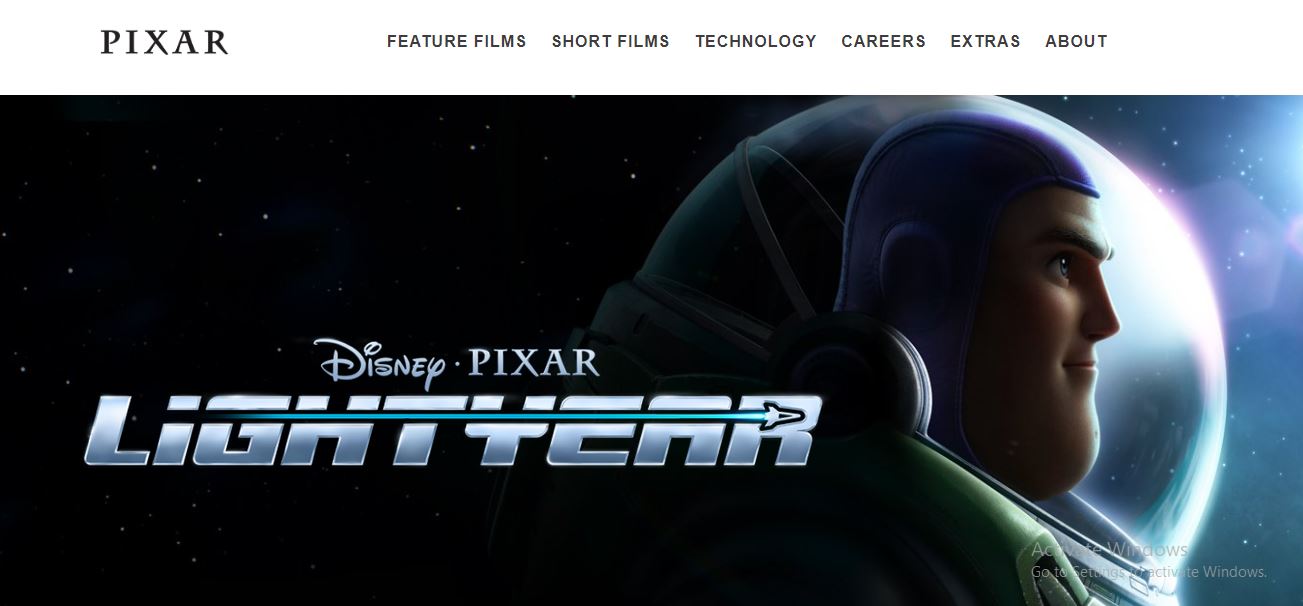 PIXAR
FEATURE FILMS SHORT FILMS TECHNOLOGY CAREERS EXTRAS ABOUT
Disney · PIXAR
LiGHTYEAR
Activate Windows
Go to Settings to activate Windows.